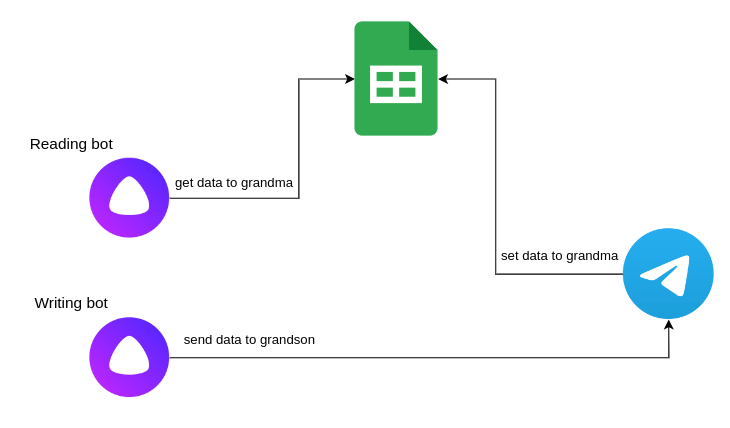 Reading bot
get data to grandma
set data to grandma
Writing bot
send data to grandson